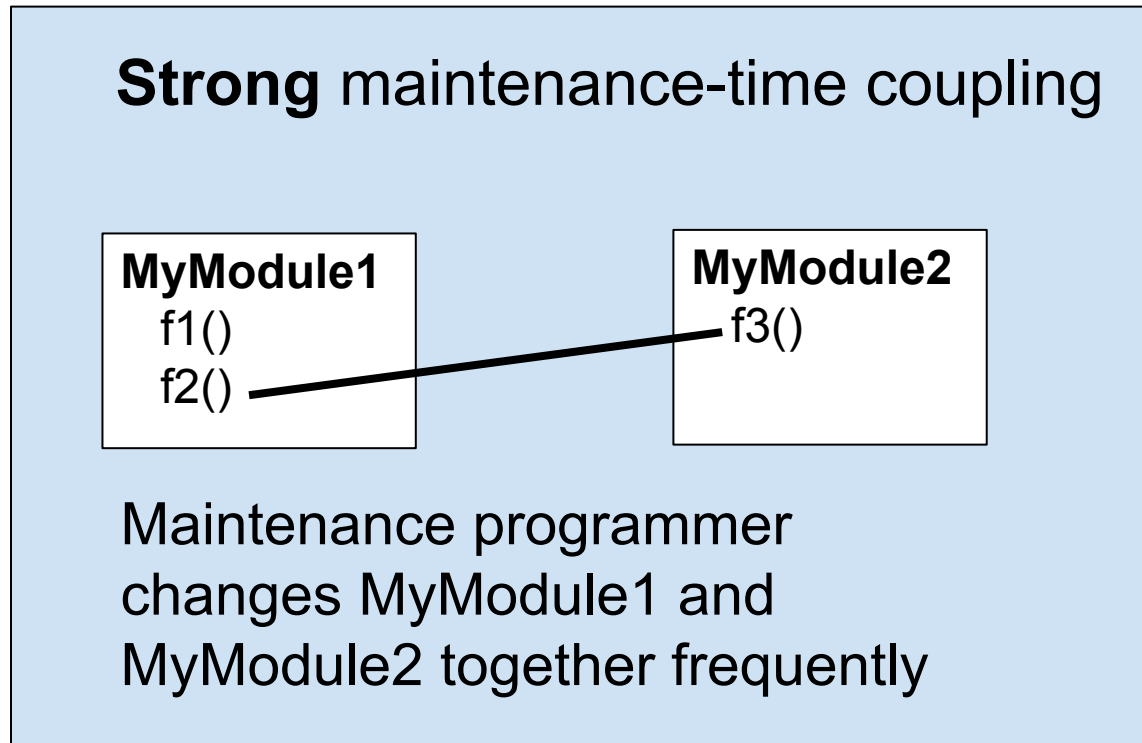 Strong maintenance-time coupling
MyModule1
f1()
f2()
MyModule2
f3()
Maintenance programmer
changes MyModule1 and
MyModule2 together frequently